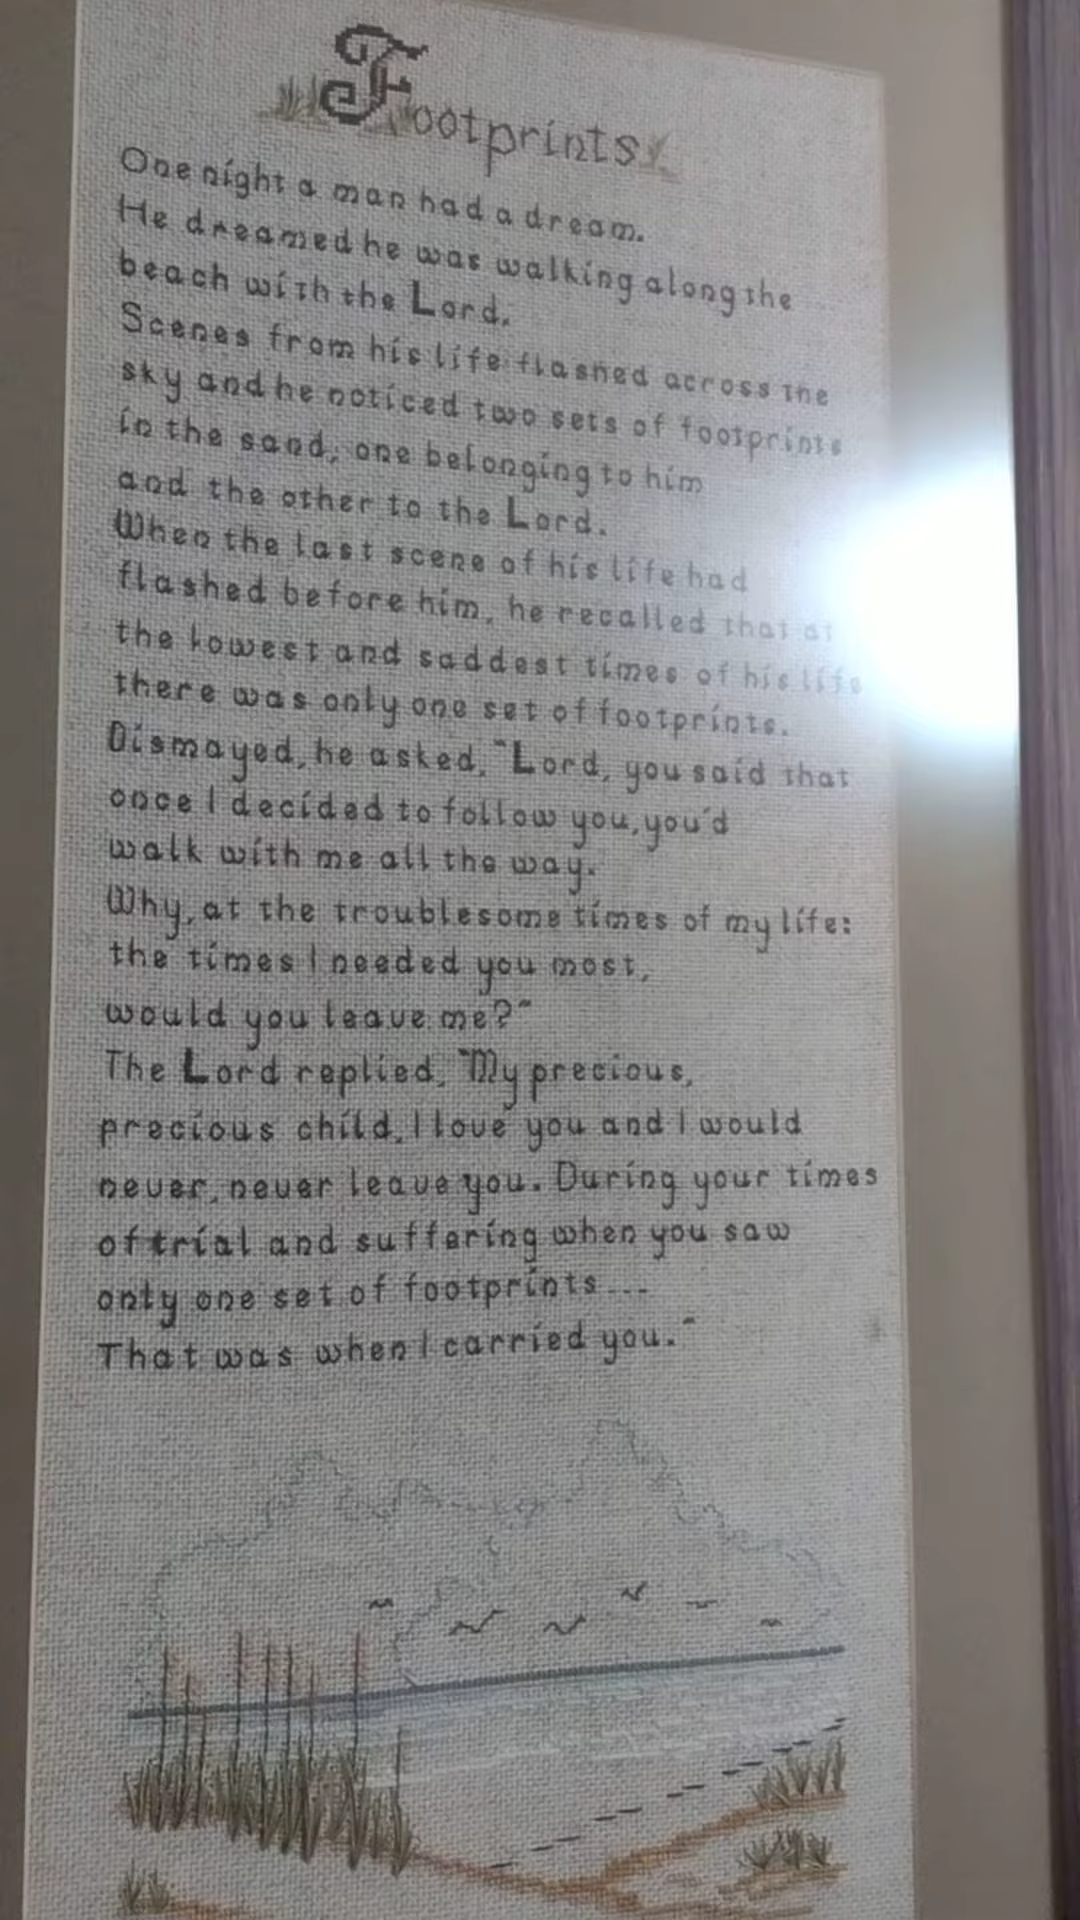 Footprints
One night a man had a dream.
He dreamed he was walking along the
beach with the Lord.
Scenes from his life flashed across the
sky and he noticed two sets of footprints
in the sand, one belonging to him
and the other to the Lord.
When the last scene of his life had
flashed before him, he recalled that at
the lowest and saddest times of his life
there was only one set of footprints.
Dismayed, he asked, "Lord, you said that
once I decided to follow you, you'd
walk with me all the way.
Why, at the troublesome times of my life:
the times I needed you most,
would you leave me?"
The Lord replied, "My precious,
precious child, I love you and I would
never, never leave you. During your times
of trial and suffering when you saw
only one set of footprints...
That was when I carried you."